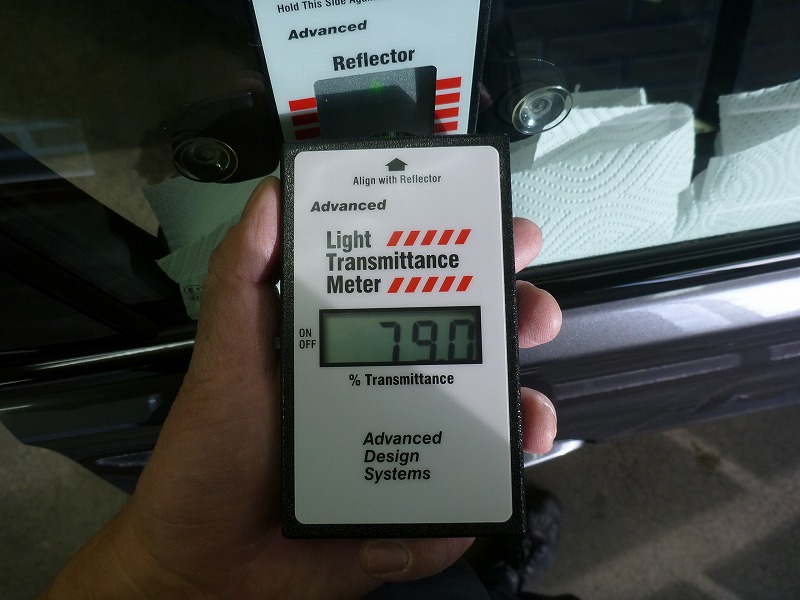 Hold This Side Again
Advanced
Reflector
Align with Reflector
Advanced
Light
Transmittance
Meter
ON
OFF
79.0
% Transmittance
Advanced
Design
Systems